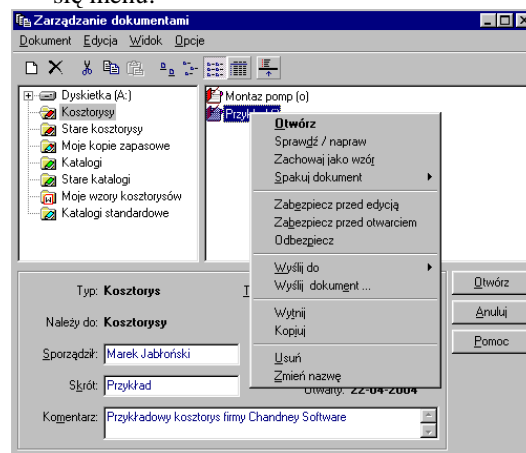 się menu:
Zarządzanie dokumentami
Dokument Edycja Widok Opcje
Dyskietka (A:)
Kosztorysy
Stare kosztorysy
Moje kopie zapasowe
Katalogi
Stare katalogi
Moje wzory kosztorysów
Katalogi standardowe
Montaz pomp (o)
Otwórz
Sprawdź / napraw
Zachowaj jako wzór
Spakuj dokument
Zabezpiecz przed edycją
Zabezpiecz przed otwarciem
Odbezpiecz
Wyślij do
Wyślij dokument ...
Wytnij
Kopiuj
Usuń
Zmień nazwę
Typ: Kosztorys
Należy do: Kosztorysy
Sporządził: Marek Jabłoński
Skrót: Przykład
Otwarty: 22-04-2004
Komentarz: Przykładowy kosztorys firmy Chandney Software
Otwórz
Anuluj
Pomoc